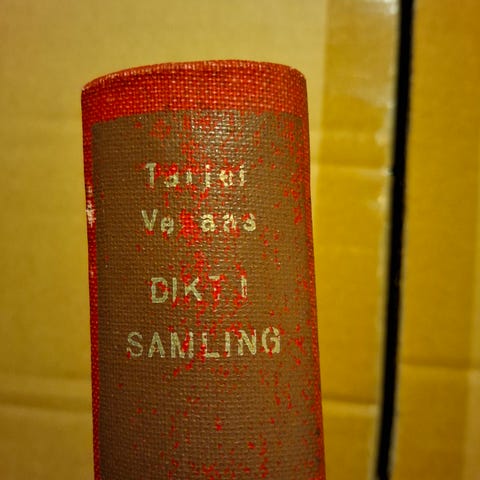 Tarjei
Vesaas
DIKT I
SAMLING